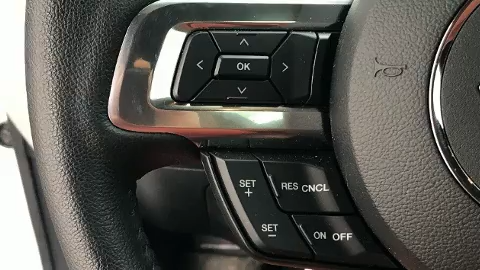 OK
SET
+
RES CNCL
SET
-
ON OFF